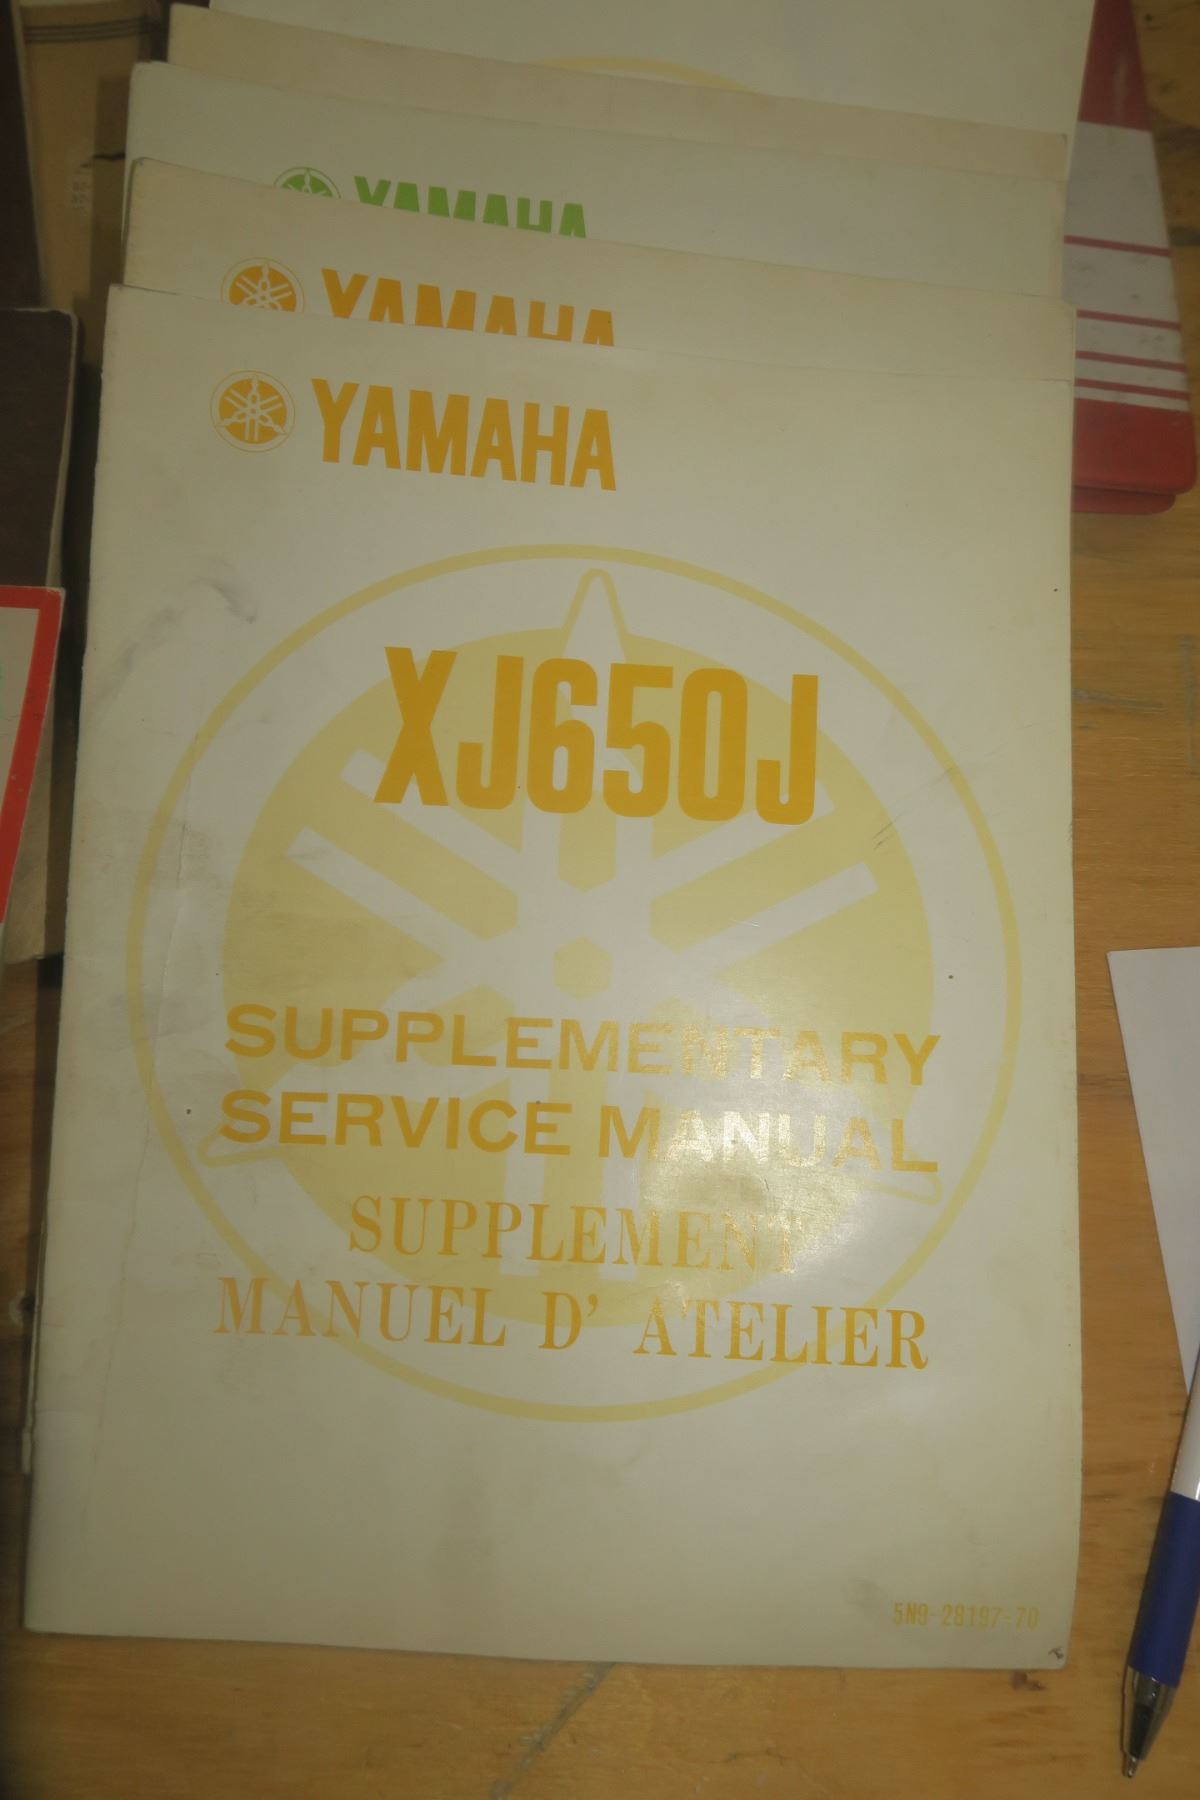 YAMAHA
YAMAHA
YAMAHA
XJ650J
SUPPLEMENTARY
SERVICE MANUAL
SUPPLEMENT
MANUEL D' ATELIER
5N9-28197-70